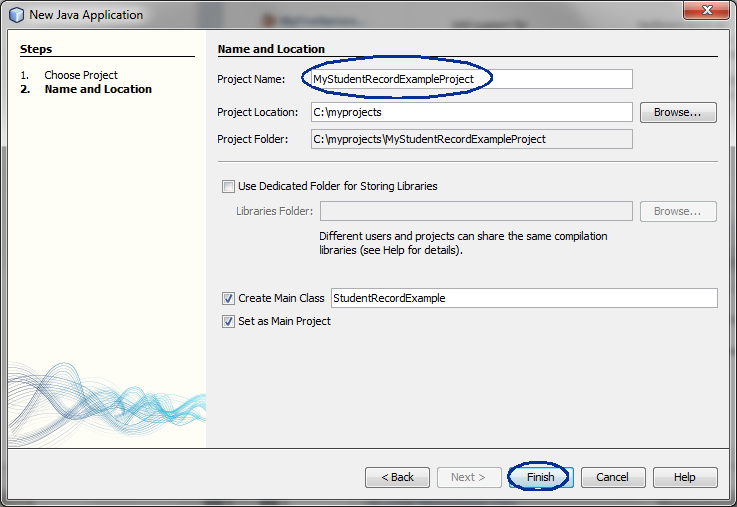 New Java Application
Steps
1. Choose Project
2. Name and Location
Name and Location
Project Name: MyStudentRecordExampleProject
Project Location: C:\myprojects Browse...
Project Folder: C:\myprojects\MyStudentRecordExampleProject
Use Dedicated Folder for Storing Libraries
Libraries Folder: Browse...
Different users and projects can share the same compilation
libraries (see Help for details).
Create Main Class StudentRecordExample
Set as Main Project
< Back Next > Finish Cancel Help